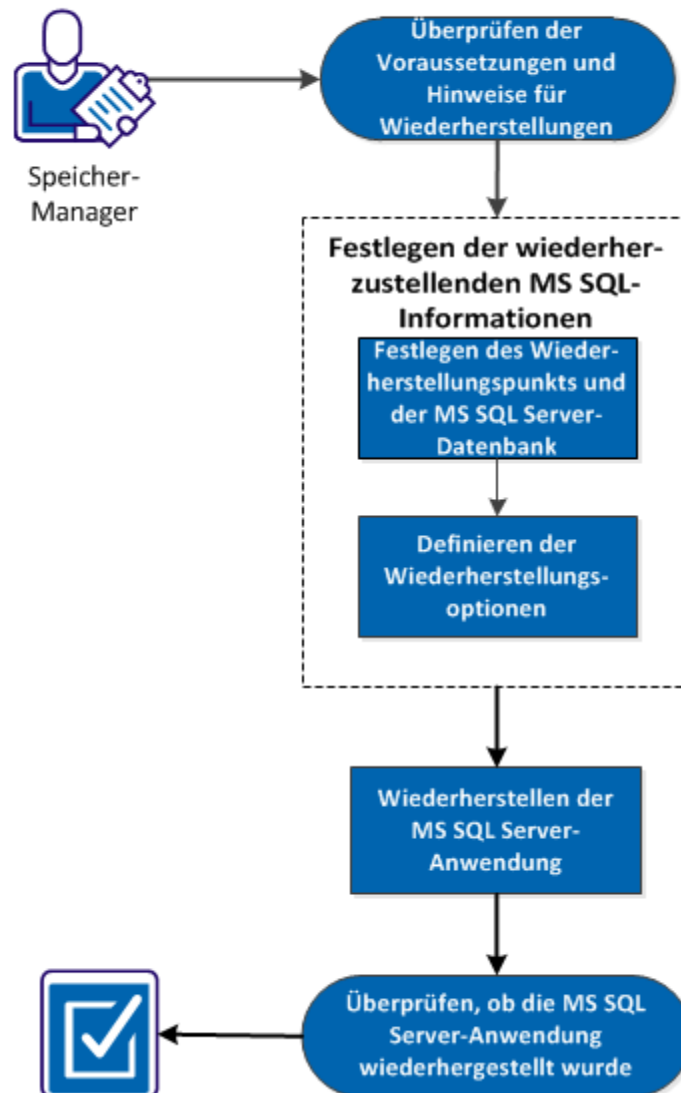 Überprüfen der
Voraussetzungen und
Hinweise für
Wiederherstellungen
Speicher-
Manager
Festlegen der wiederher-
zustellenden MS SQL-
Informationen
Festlegen des Wieder-
herstellungspunkts und
der MS SQL Server-
Datenbank
Definieren der
Wiederherstellungs-
optionen
Wiederherstellen der
MS SQL Server-
Anwendung
Überprüfen, ob die MS SQL
Server-Anwendung
wiederhergestellt wurde